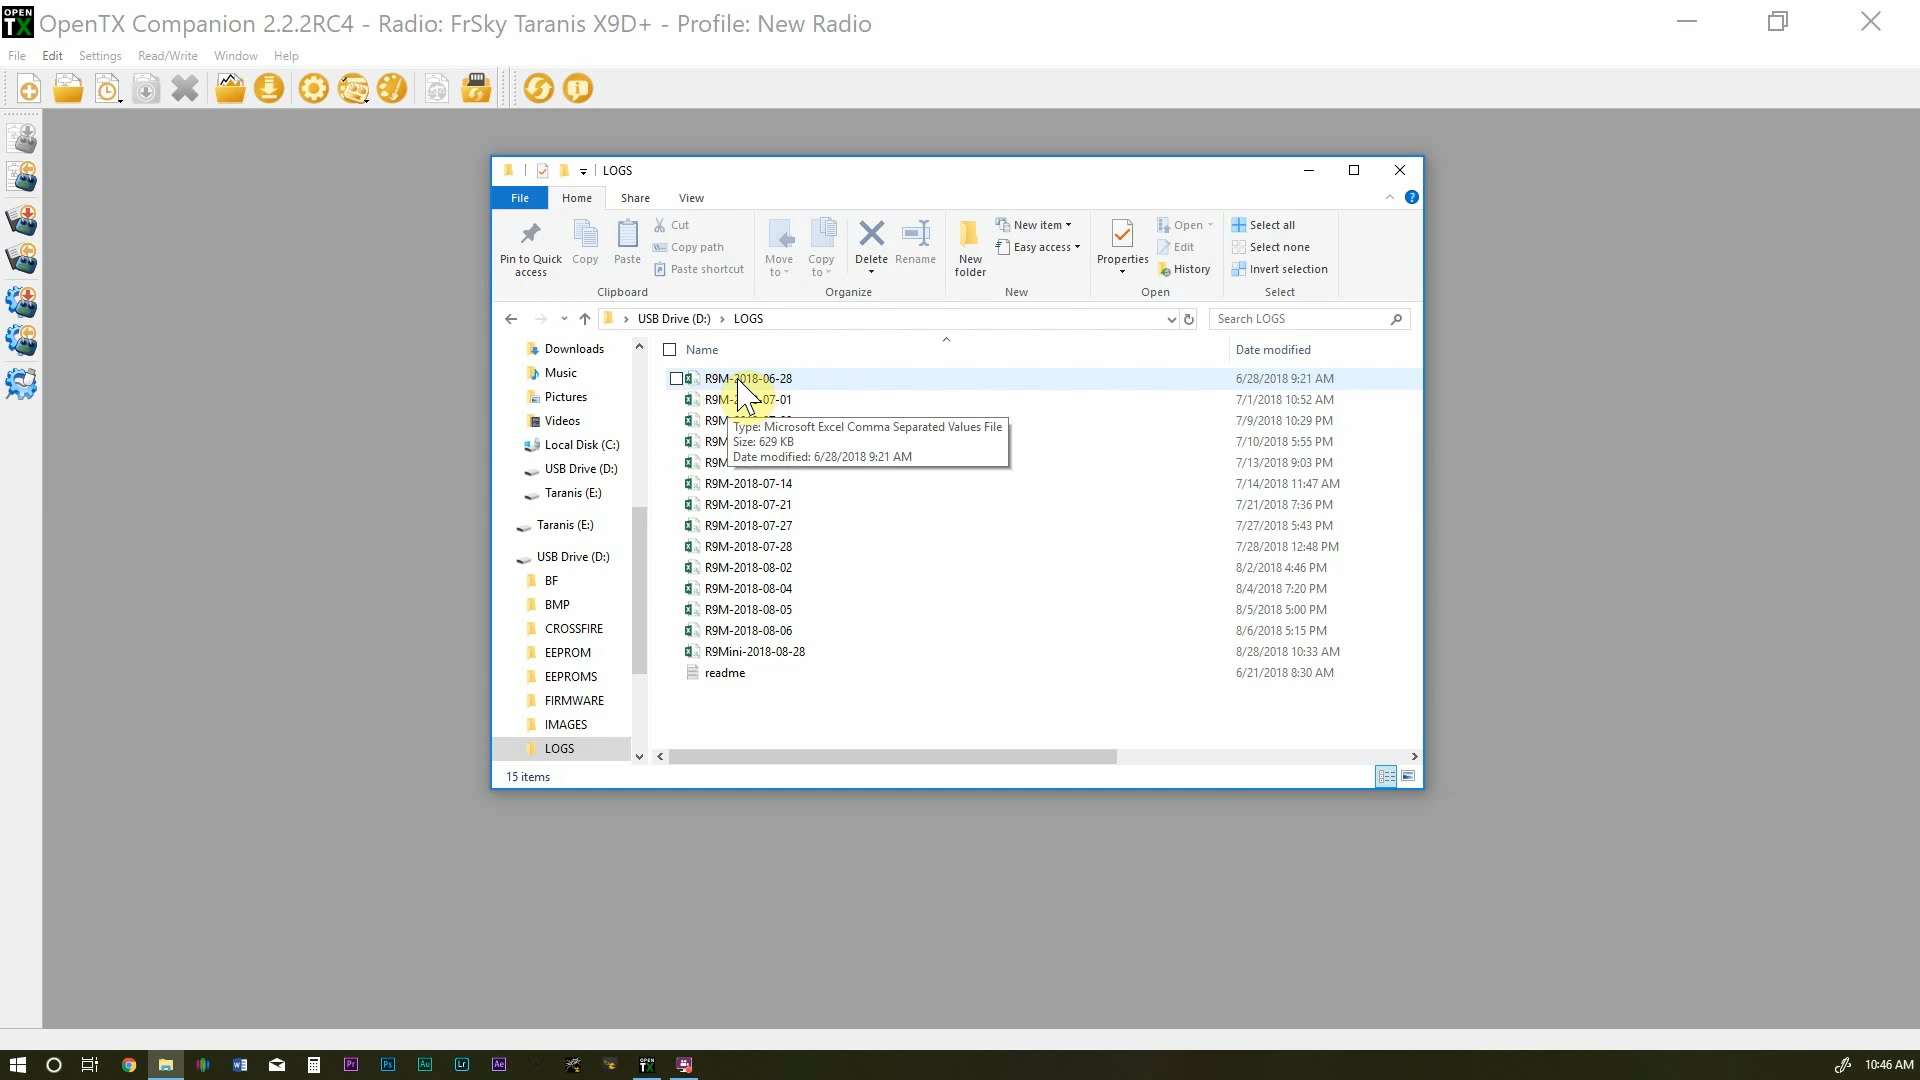 OPEN TX OpenTX Companion 2.2.2RC4 - Radio: FrSky Taranis X9D+ - Profile: New Radio
File Edit Settings Read/Write Window Help
LOGS
File Home Share View
Pin to Quick access
Copy
Paste
Cut
Copy path
Paste shortcut
Clipboard
Move to
Copy to
Delete
Rename
Organize
New folder
New item
Easy access
New
Properties
Open
Edit
History
Open
Select all
Select none
Invert selection
Select
USB Drive (D:) > LOGS
Search LOGS
Downloads
Music
Pictures
Videos
Local Disk (C:)
USB Drive (D:)
Taranis (E:)
Taranis (E:)
USB Drive (D:)
BF
BMP
CROSSFIRE
EEPROM
EEPROMS
FIRMWARE
IMAGES
LOGS
Name Date modified
R9M-2018-06-28 6/28/2018 9:21 AM
R9M- 07-01 7/1/2018 10:52 AM
R9M 7/9/2018 10:29 PM
R9M 7/10/2018 5:55 PM
R9M 7/13/2018 9:03 PM
Type: Microsoft Excel Comma Separated Values File
Size: 629 KB
Date modified: 6/28/2018 9:21 AM
R9M-2018-07-14 7/14/2018 11:47 AM
R9M-2018-07-21 7/21/2018 7:36 PM
R9M-2018-07-27 7/27/2018 5:43 PM
R9M-2018-07-28 7/28/2018 12:48 PM
R9M-2018-08-02 8/2/2018 4:46 PM
R9M-2018-08-04 8/4/2018 7:20 PM
R9M-2018-08-05 8/5/2018 5:00 PM
R9M-2018-08-06 8/6/2018 5:15 PM
R9Mini-2018-08-28 8/28/2018 10:33 AM
readme 6/21/2018 8:30 AM
15 items
Pr Ps Au Lr Ae OPEN TX 10:46 AM